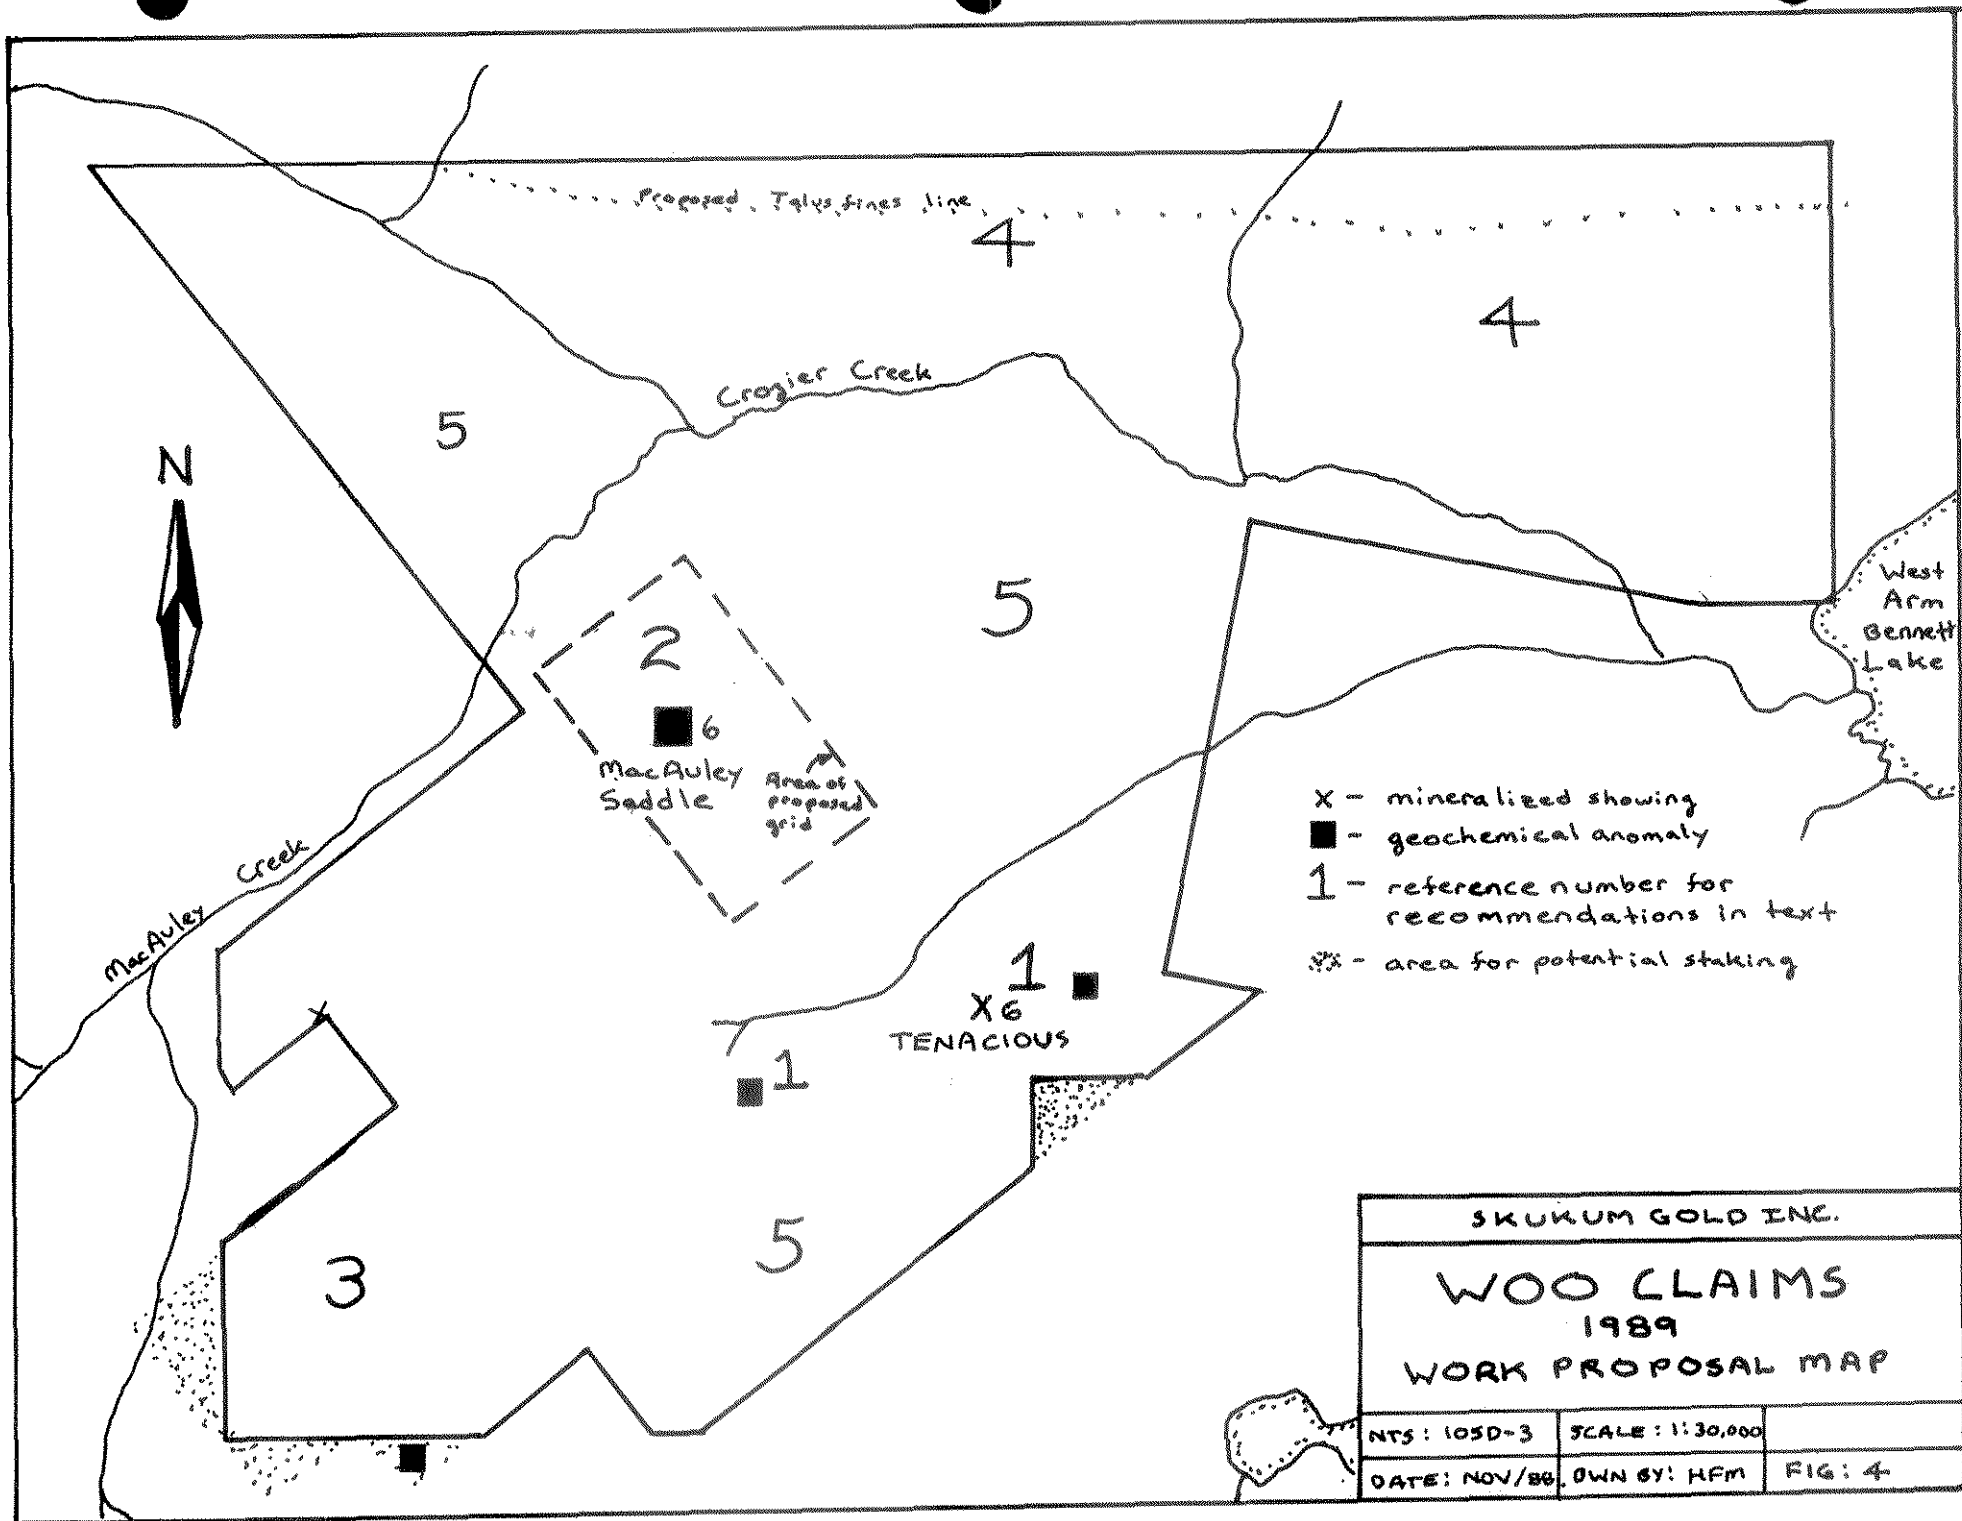 Proposed Talus fines line
4
4
Crozier Creek
5
N
5
West
Arm
Bennett
Lake
2
6
MacAuley
Saddle
Area of
proposed
grid
x - mineralized showing
■ - geochemical anomaly
1 - reference number for
recommendations in text
- area for potential staking
MacAuley Creek
1
X6
TENACIOUS
x
1
5
3
SKUKUM GOLD INC.
WOO CLAIMS
1989
WORK PROPOSAL MAP
NTS: 105D-3
SCALE: 1:30,000
DATE: NOV/88
DWN BY: HFM
FIG: 4